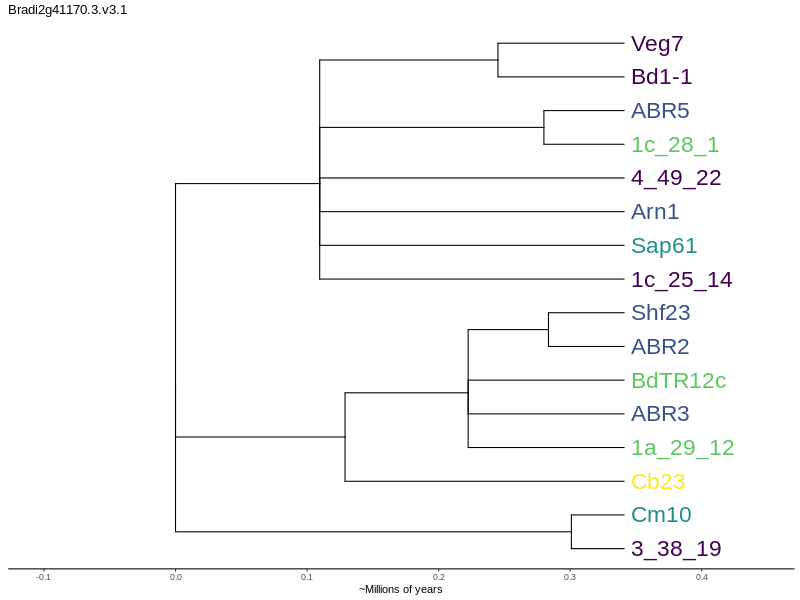 Bradi2g41170.3.v3.1
Veg7
Bd1-1
ABR5
1c_28_1
4_49_22
Arn1
Sap61
1c_25_14
Shf23
ABR2
BdTR12c
ABR3
1a_29_12
Cb23
Cm10
3_38_19
-0.1 0.0 0.1 0.2 0.3 0.4
~Millions of years